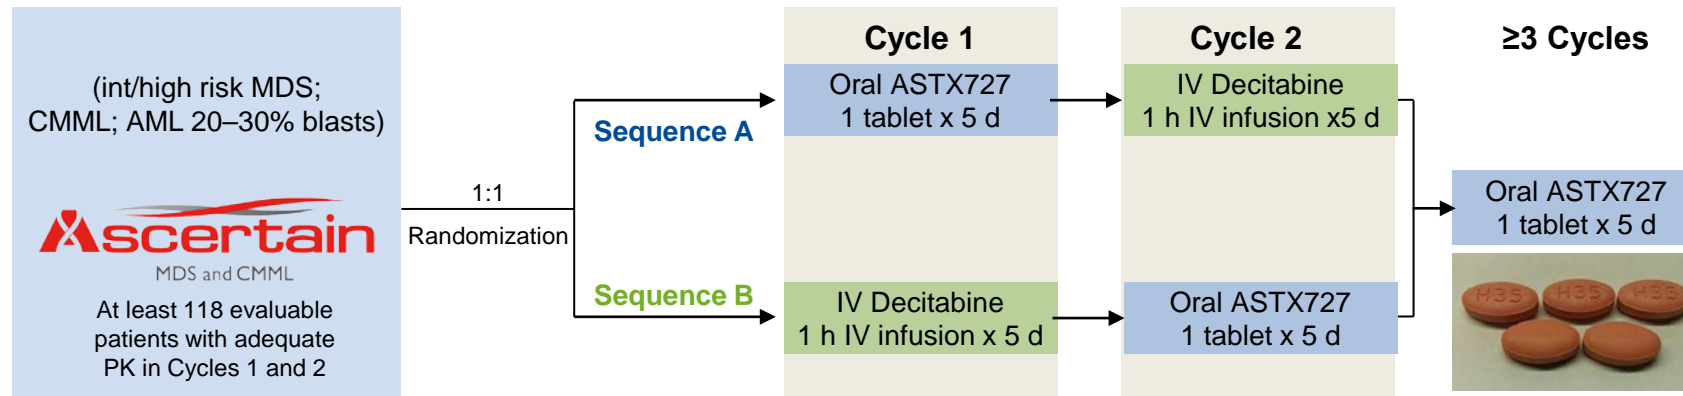 (int/high risk MDS;
CMML; AML 20–30% blasts)
Ascertain
MDS and CMML
At least 118 evaluable
patients with adequate
PK in Cycles 1 and 2
1:1
Randomization
Sequence A
Sequence B
Cycle 1
Oral ASTX727
1 tablet x 5 d
IV Decitabine
1 h IV infusion x 5 d
Cycle 2
IV Decitabine
1 h IV infusion x5 d
Oral ASTX727
1 tablet x 5 d
≥3 Cycles
Oral ASTX727
1 tablet x 5 d
H35 H35 H35